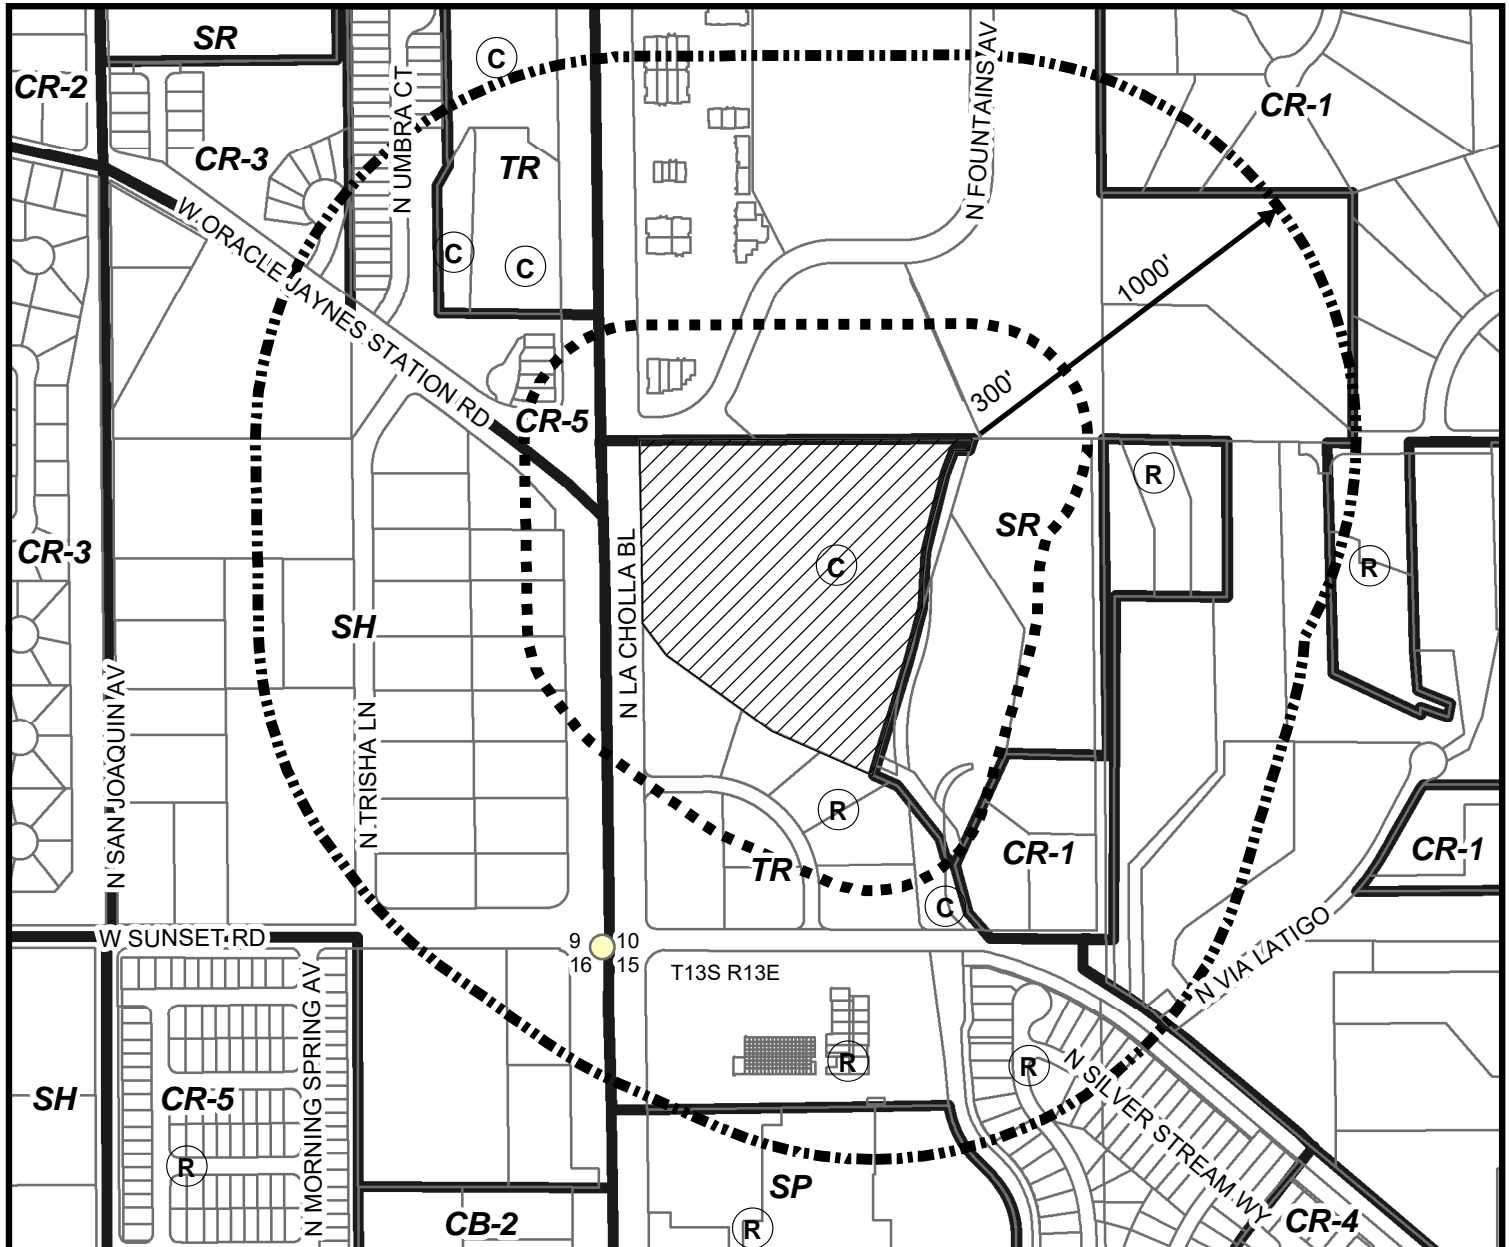 SR
C
CR-2
CR-1
CR-3
N UMBRA CT
TR
N FOUNTAINS AV
W ORACLE JAYNES STATION RD
C
C
1000'
300'
CR-5
R
SR
CR-3
C
R
N LA CHOLLA BL
SH
N SAN JOAQUIN AV
N TRISHA LN
R
CR-1
CR-1
TR
C
W SUNSET RD
9
10
16
15
T13S R13E
N VIA LATIGO
N MORNING SPRING AV
R
R
N SILVER STREAM WY
SH
CR-5
R
SP
CB-2
R
CR-4